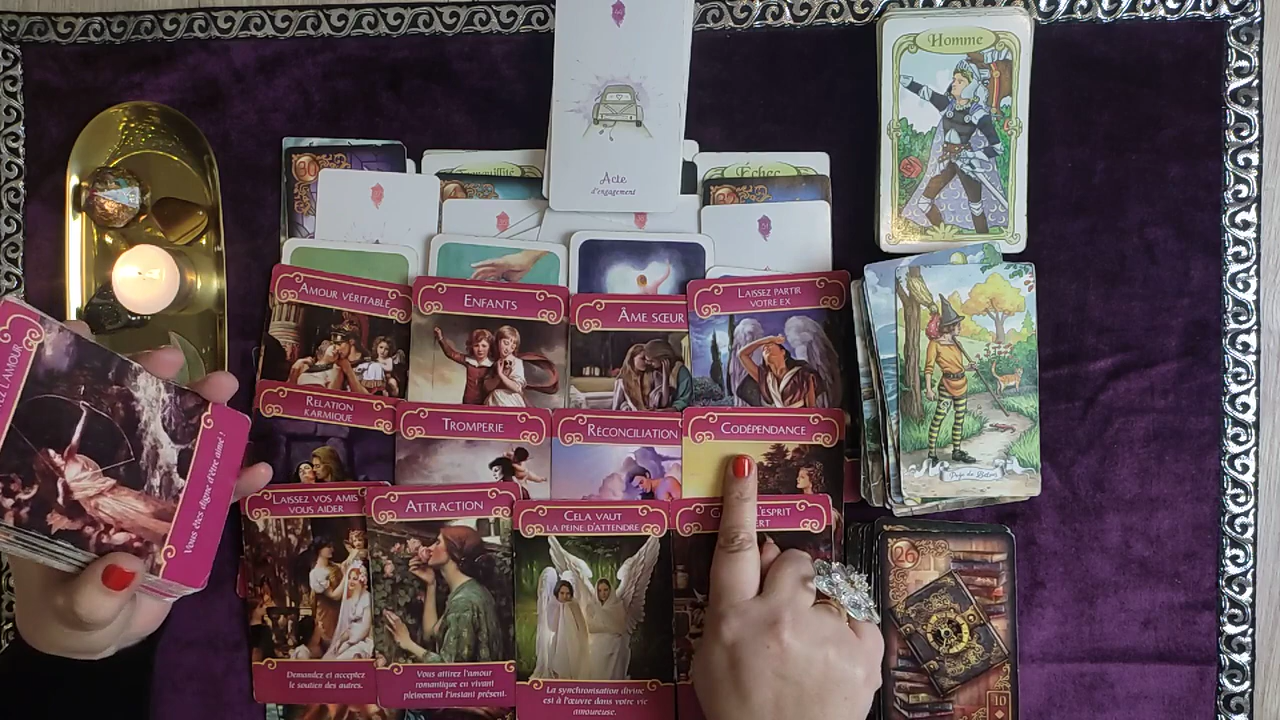 Homme
Acte
d'engagement
30
Échec
AMOUR VÉRITABLE
ENFANTS
ÂME SŒUR
LAISSEZ PARTIR
VOTRE EX
RELATION
KARMIQUE
TROMPERIE
RÉCONCILIATION
CODÉPENDANCE
L'AMOUR
Vous êtes digne d'être aimé !
LAISSEZ VOS AMIS
VOUS AIDER
ATTRACTION
CELA VAUT
LA PEINE D'ATTENDRE
L'ESPRIT
Demandez et acceptez
le soutien des autres.
Vous attirez l'amour
romantique en vivant
pleinement l'instant présent.
La synchronisation divine
est à l'œuvre dans votre vie
amoureuse.
26
10